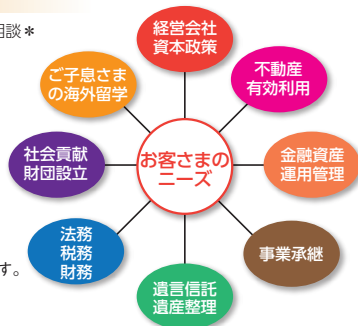 相談＊
経営会社
資本政策
不動産
有効利用
金融資産
運用管理
事業承継
遺言信託
遺産整理
法務
税務
財務
社会貢献
財団設立
ご子息さま
の海外留学
お客さまの
ニーズ
す。